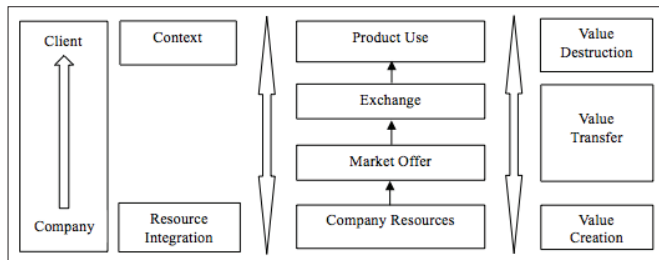 Client
Company
Context
Resource
Integration
Product Use
Exchange
Market Offer
Company Resources
Value
Destruction
Value
Transfer
Value
Creation